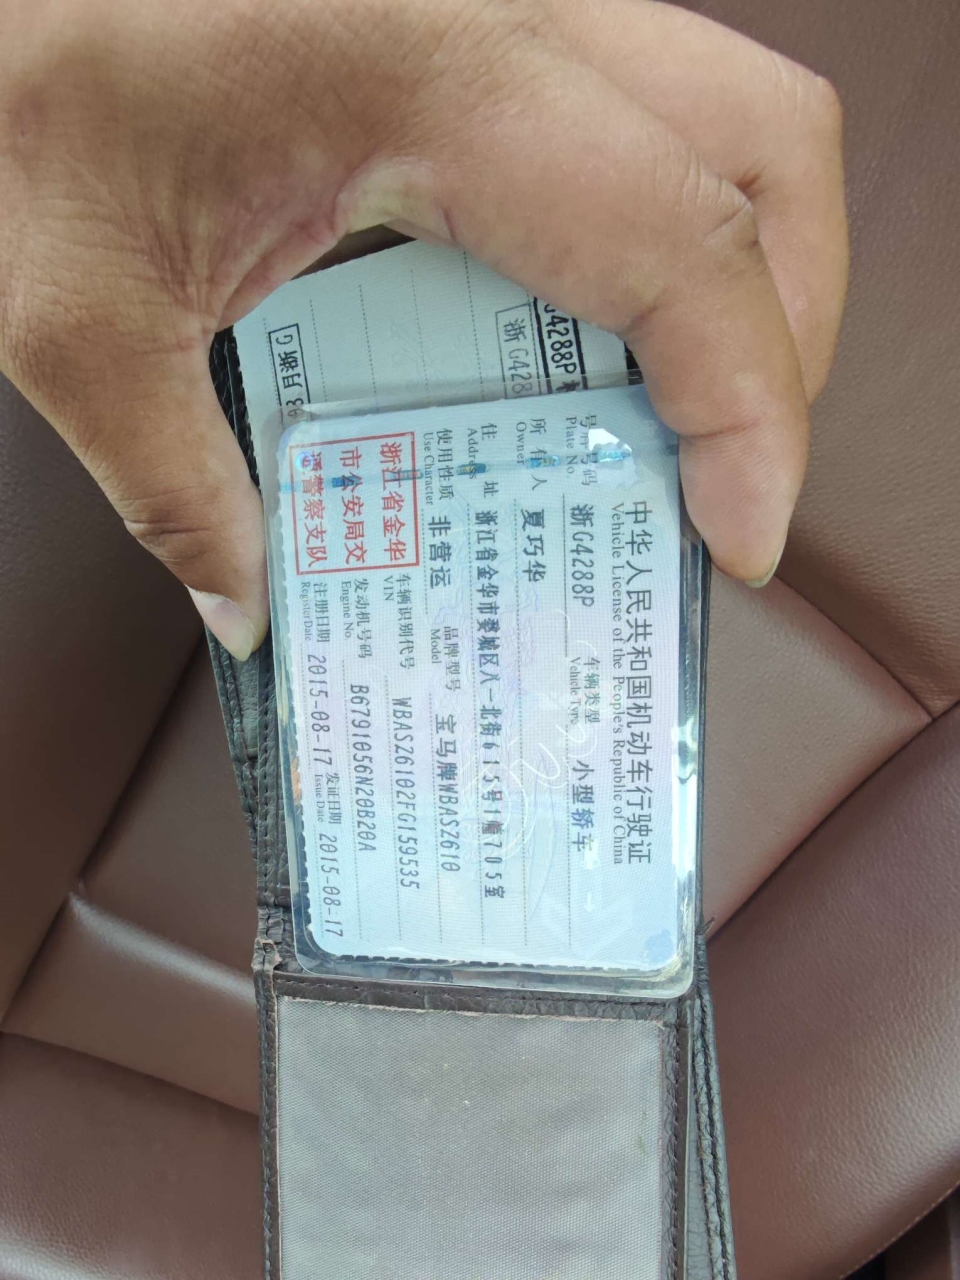 中华人民共和国机动车行驶证
Vehicle License of the People's Republic of China
号牌号码 浙G4288P 车辆类型 小型轿车
Plate No. Vehicle Type
所有人 夏巧华
Owner
住址 浙江省金华市婺城区八一北街615号1幢705室
Address
使用性质 非营运 品牌型号 宝马牌WBASZ610
Use Character Model
浙江省金华
市公安局交
通警察支队
车辆识别代号 WBASZ6102FG159535
VIN
发动机号码 B6791056N20B20A
Engine No.
注册日期 2015-08-17 发证日期 2015-08-17
Register Date Issue Date
G4288P
浙G428